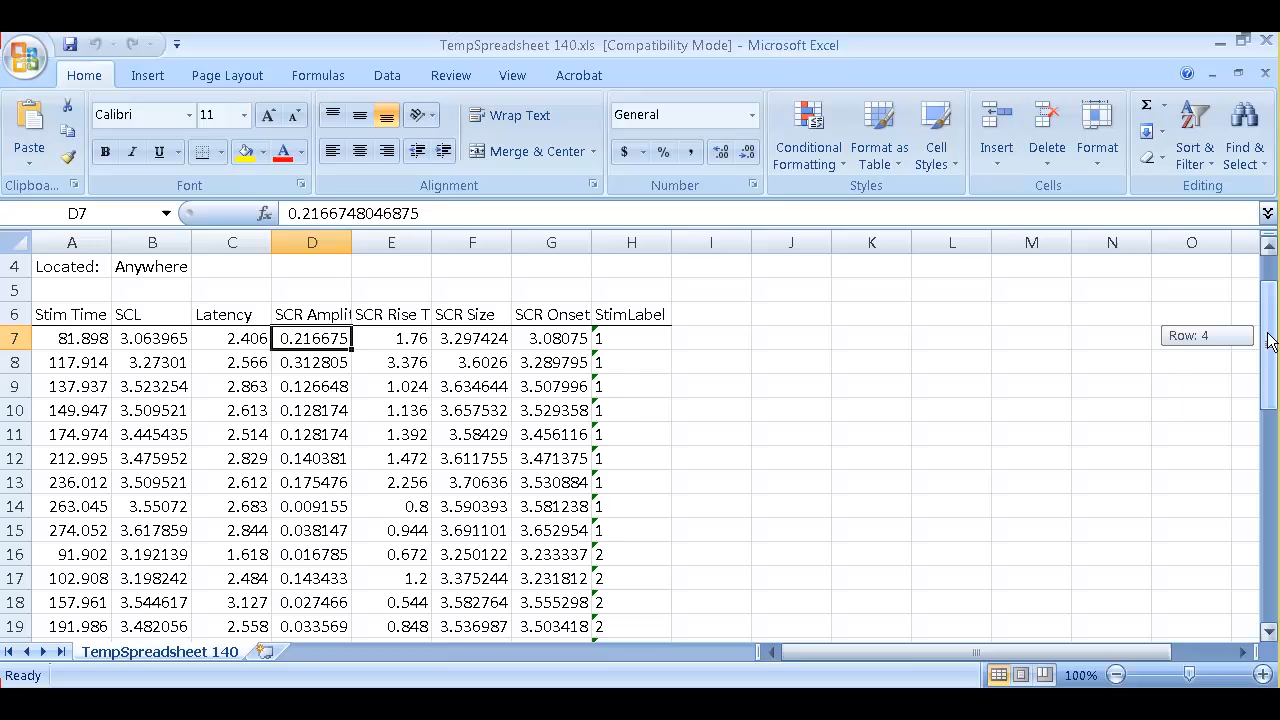 TempSpreadsheet 140.xls [Compatibility Mode] - Microsoft Excel
Home Insert Page Layout Formulas Data Review View Acrobat
Paste
Calibri 11
Wrap Text
General
Conditional Formatting
Format as Table
Cell Styles
Insert Delete Format
Sort & Filter
Find & Select
B I U A
Merge & Center
$ % ,
Clipboa... Font Alignment Number Styles Cells Editing
D7 fx 0.2166748046875
A B C D E F G H I J K L M N O
4 Located: Anywhere
5
6 Stim Time SCL Latency SCR Amplit SCR Rise T SCR Size SCR Onset StimLabel
7 81.898 3.063965 2.406 0.216675 1.76 3.297424 3.08075 1
Row: 4
8 117.914 3.27301 2.566 0.312805 3.376 3.6026 3.289795 1
9 137.937 3.523254 2.863 0.126648 1.024 3.634644 3.507996 1
10 149.947 3.509521 2.613 0.128174 1.136 3.657532 3.529358 1
11 174.974 3.445435 2.514 0.128174 1.392 3.58429 3.456116 1
12 212.995 3.475952 2.829 0.140381 1.472 3.611755 3.471375 1
13 236.012 3.509521 2.612 0.175476 2.256 3.70636 3.530884 1
14 263.045 3.55072 2.683 0.009155 0.8 3.590393 3.581238 1
15 274.052 3.617859 2.844 0.038147 0.944 3.691101 3.652954 1
16 91.902 3.192139 1.618 0.016785 0.672 3.250122 3.233337 2
17 102.908 3.198242 2.484 0.143433 1.2 3.375244 3.231812 2
18 157.961 3.544617 3.127 0.027466 0.544 3.582764 3.555298 2
19 191.986 3.482056 2.558 0.033569 0.848 3.536987 3.503418 2
TempSpreadsheet 140
Ready 100%